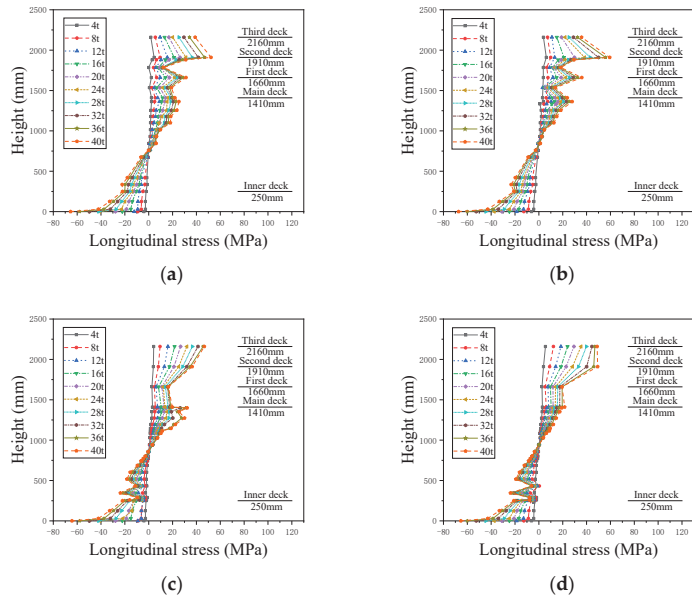 4t
8t
12t
16t
20t
24t
28t
32t
36t
40t
Third deck
2160mm
Second deck
1910mm
First deck
1660mm
Main deck
1410mm
Inner deck
250mm
Height (mm)
2500
2000
1500
1000
500
0
−80 −60 −40 −20 0 20 40 60 80 100 120
Longitudinal stress (MPa)
(a)
4t
8t
12t
16t
20t
24t
28t
32t
36t
40t
Third deck
2160mm
Second deck
1910mm
First deck
1660mm
Main deck
1410mm
Inner deck
250mm
Height (mm)
2500
2000
1500
1000
500
0
−80 −60 −40 −20 0 20 40 60 80 100 120
Longitudinal stress (MPa)
(b)
4t
8t
12t
16t
20t
24t
28t
32t
36t
40t
Third deck
2160mm
Second deck
1910mm
First deck
1660mm
Main deck
1410mm
Inner deck
250mm
Height (mm)
2500
2000
1500
1000
500
0
−80 −60 −40 −20 0 20 40 60 80 100 120
Longitudinal stress (MPa)
(c)
4t
8t
12t
16t
20t
24t
28t
32t
36t
40t
Third deck
2160mm
Second deck
1910mm
First deck
1660mm
Main deck
1410mm
Inner deck
250mm
Height (mm)
2500
2000
1500
1000
500
0
−80 −60 −40 −20 0 20 40 60 80 100 120
Longitudinal stress (MPa)
(d)